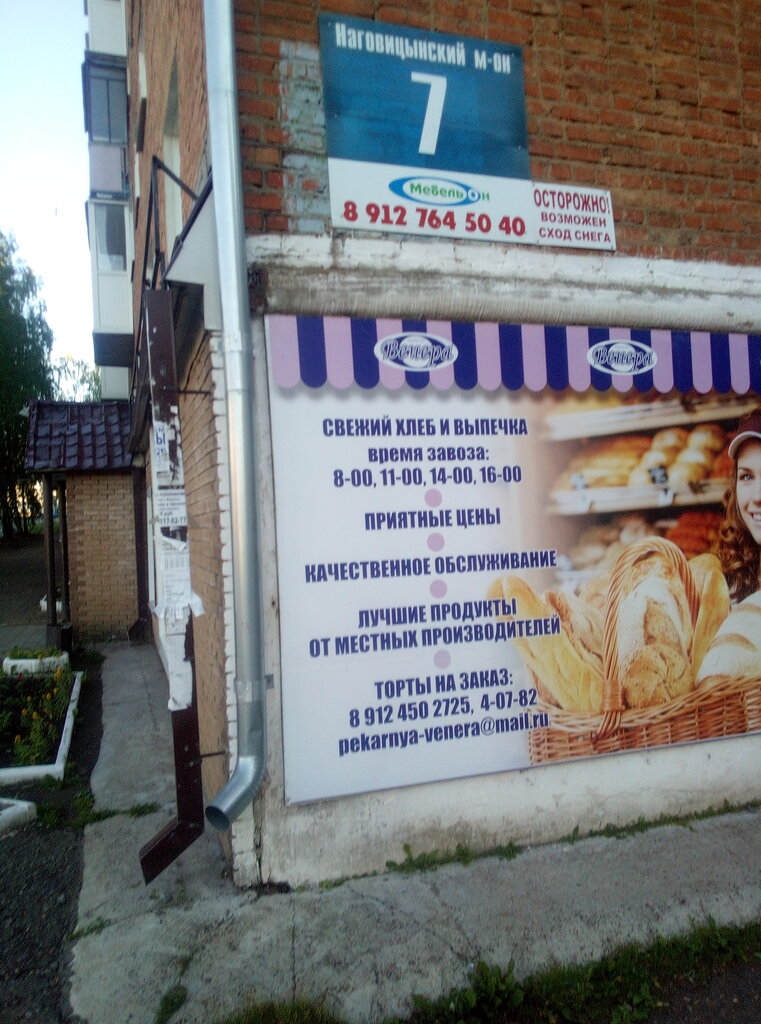 Наговицынский м-он
7
Мебельон
8 912 764 50 40
ОСТОРОЖНО!
ВОЗМОЖЕН
СХОД СНЕГА
Венера
Венера
СВЕЖИЙ ХЛЕБ И ВЫПЕЧКА
время завоза:
8-00, 11-00, 14-00, 16-00
ПРИЯТНЫЕ ЦЕНЫ
КАЧЕСТВЕННОЕ ОБСЛУЖИВАНИЕ
ЛУЧШИЕ ПРОДУКТЫ
ОТ МЕСТНЫХ ПРОИЗВОДИТЕЛЕЙ
ТОРТЫ НА ЗАКАЗ:
8 912 450 2725, 4-07-82
pekarnya-venera@mail.ru